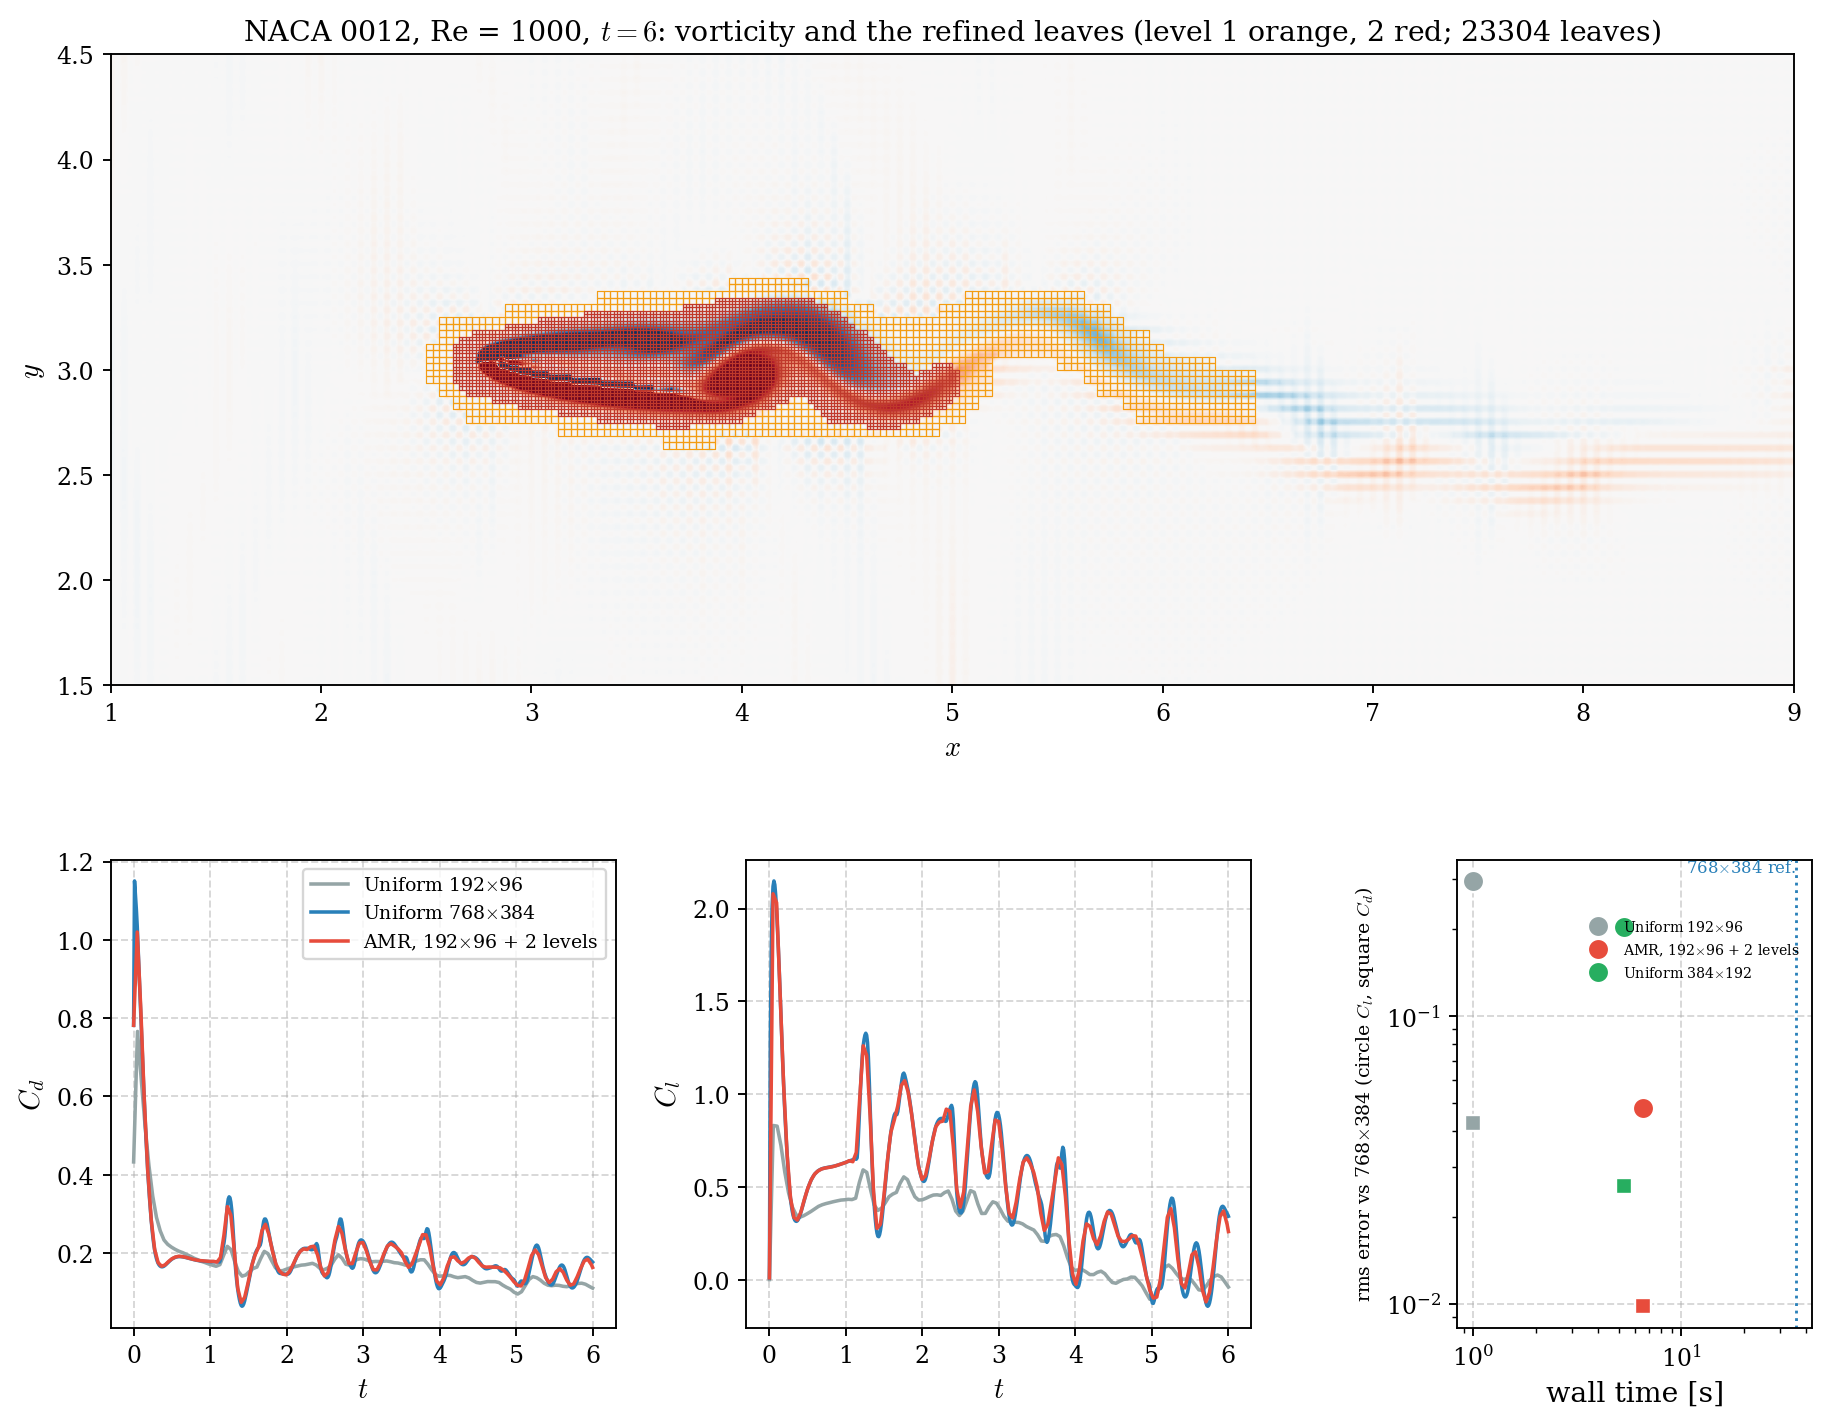 NACA 0012, Re = 1000, t = 6: vorticity and the refined leaves (level 1 orange, 2 red; 23304 leaves)
4.5
4.0
3.5
3.0
2.5
2.0
1.5
y
1 2 3 4 5 6 7 8 9
x
1.2
1.0
0.8
0.6
0.4
0.2
C_d
Uniform 192×96
Uniform 768×384
AMR, 192×96 + 2 levels
0 1 2 3 4 5 6
t
2.0
1.5
1.0
0.5
0.0
C_l
0 1 2 3 4 5 6
t
768×384 ref.
Uniform 192×96
AMR, 192×96 + 2 levels
Uniform 384×192
10^{-1}
10^{-2}
rms error vs 768×384 (circle C_l, square C_d)
10^0 10^1
wall time [s]